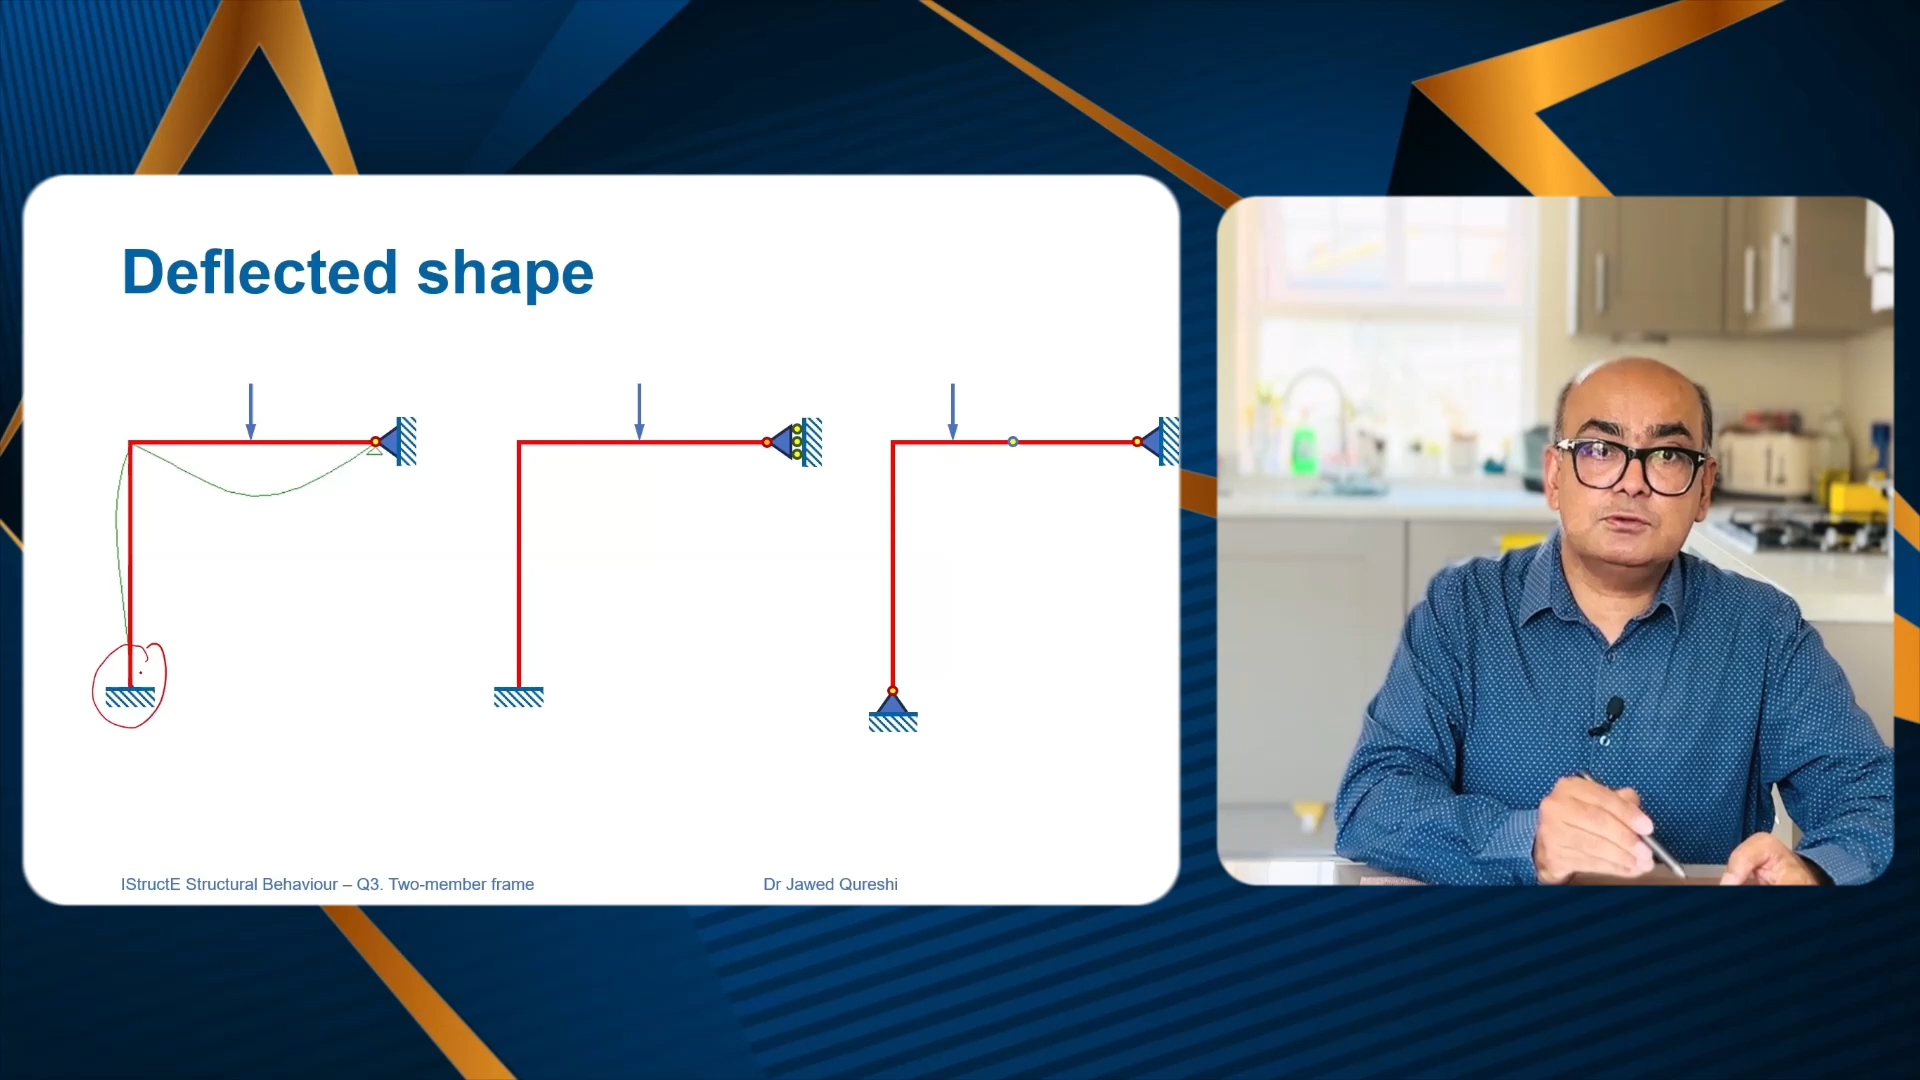 Deflected shape
IStructE Structural Behaviour – Q3. Two-member frame
Dr Jawed Qureshi